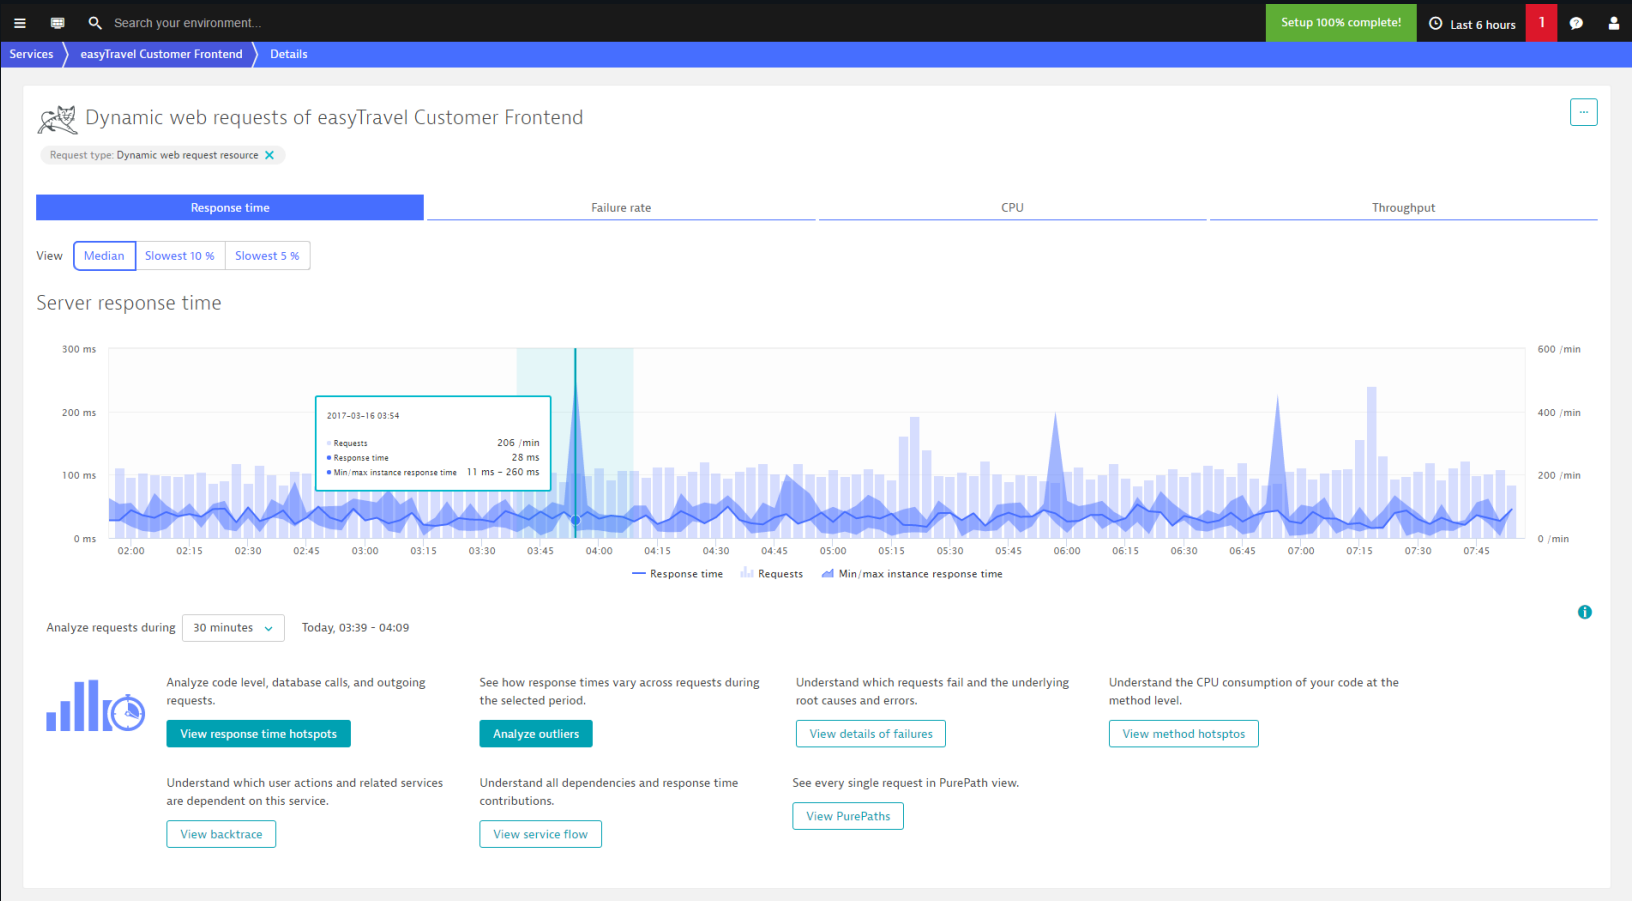 Search your environment...
Setup 100% complete!
Last 6 hours
1
Services
easyTravel Customer Frontend
Details
Dynamic web requests of easyTravel Customer Frontend
...
Request type: Dynamic web request resource
Response time
Failure rate
CPU
Throughput
View
Median
Slowest 10 %
Slowest 5 %
Server response time
300 ms
600 /min
200 ms
400 /min
100 ms
200 /min
0 ms
0 /min
2017-03-16 03:54
Requests 206 /min
Response time 28 ms
Min/max instance response time 11 ms - 260 ms
02:00 02:15 02:30 02:45 03:00 03:15 03:30 03:45 04:00 04:15 04:30 04:45 05:00 05:15 05:30 05:45 06:00 06:15 06:30 06:45 07:00 07:15 07:30 07:45
Response time Requests Min/max instance response time
Analyze requests during
30 minutes
Today, 03:39 - 04:09
Analyze code level, database calls, and outgoing
requests.
View response time hotspots
See how response times vary across requests during
the selected period.
Analyze outliers
Understand which requests fail and the underlying
root causes and errors.
View details of failures
Understand the CPU consumption of your code at the
method level.
View method hotsptos
Understand which user actions and related services
are dependent on this service.
View backtrace
Understand all dependencies and response time
contributions.
View service flow
See every single request in PurePath view.
View PurePaths